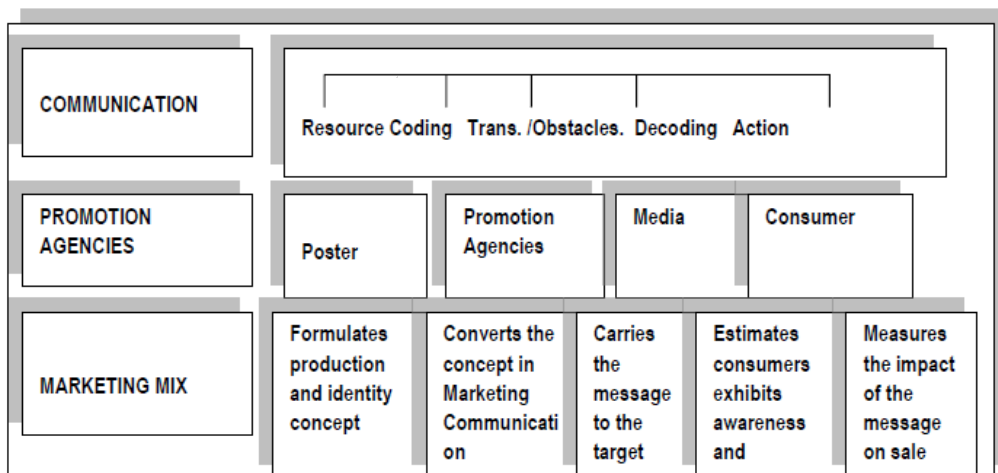 COMMUNICATION
Resource Coding Trans. /Obstacles. Decoding Action
PROMOTION
AGENCIES
Poster
Promotion
Agencies
Media
Consumer
MARKETING MIX
Formulates
production
and identity
concept
Converts the
concept in
Marketing
Communicati
on
Carries
the
message
to the
target
Estimates
consumers
exhibits
awareness
and
Measures
the impact
of the
message
on sale